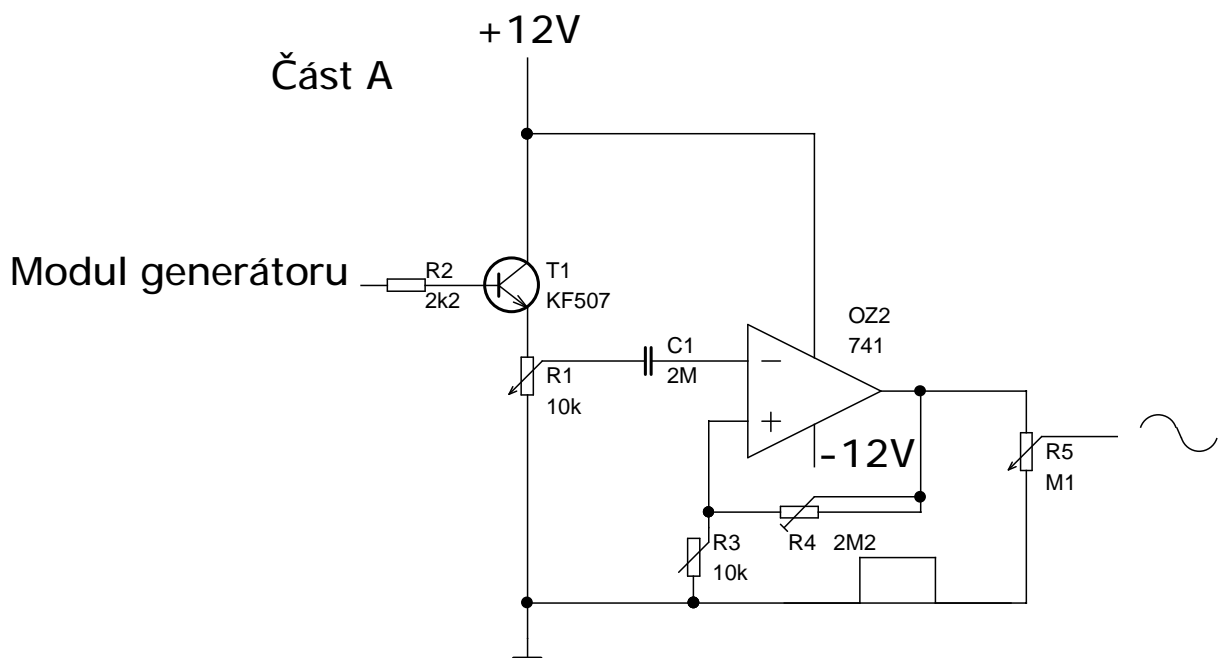 +12V
Část A
Modul generátoru
R2
2k2
T1
KF507
OZ2
741
C1
2M
R1
10k
-12V
R5
M1
R3
10k
R4 2M2